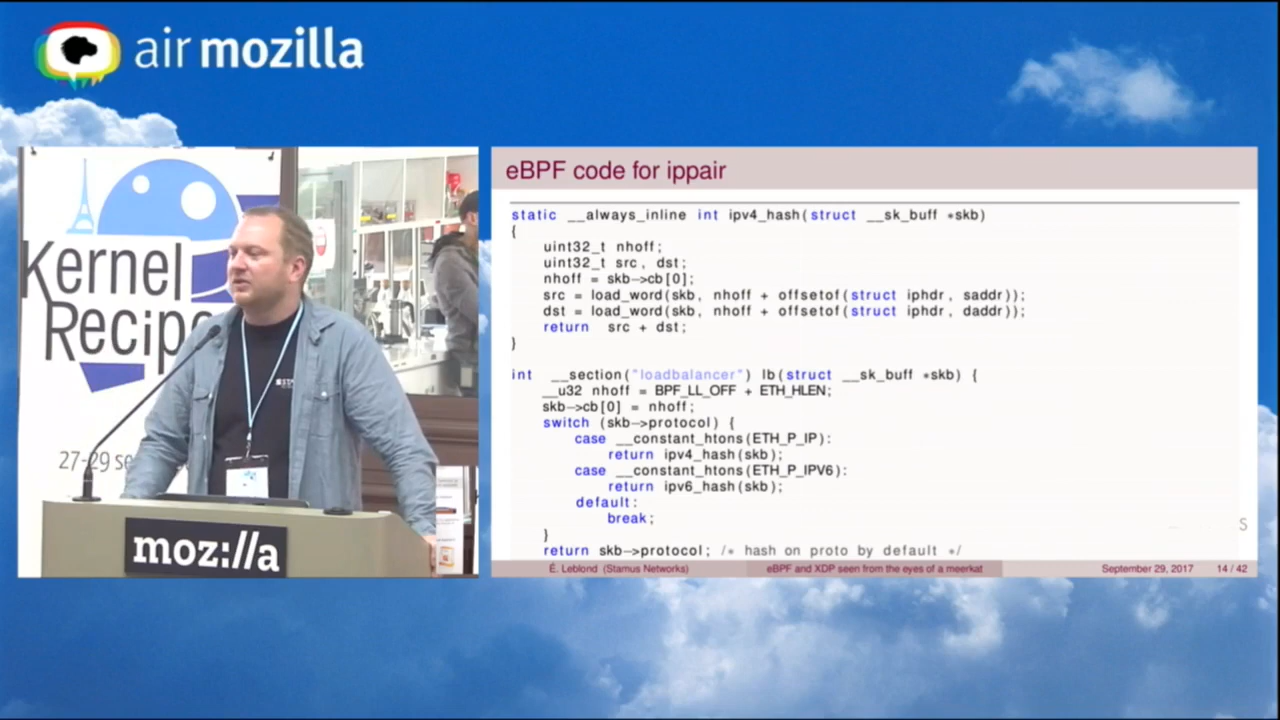 air mozilla
Kernel
Recipe
27-29 se
moz://a
eBPF code for ippair
static __always_inline int ipv4_hash(struct __sk_buff *skb)
{
uint32_t nhoff;
uint32_t src, dst;
nhoff = skb->cb[0];
src = load_word(skb, nhoff + offsetof(struct iphdr, saddr));
dst = load_word(skb, nhoff + offsetof(struct iphdr, daddr));
return src + dst;
}
int __section("loadbalancer") lb(struct __sk_buff *skb) {
__u32 nhoff = BPF_LL_OFF + ETH_HLEN;
skb->cb[0] = nhoff;
switch (skb->protocol) {
case __constant_htons(ETH_P_IP):
return ipv4_hash(skb);
case __constant_htons(ETH_P_IPV6):
return ipv6_hash(skb);
default:
break;
}
return skb->protocol; /* hash on proto by default */
É. Leblond (Stamus Networks) eBPF and XDP seen from the eyes of a meerkat September 29, 2017 14 / 42